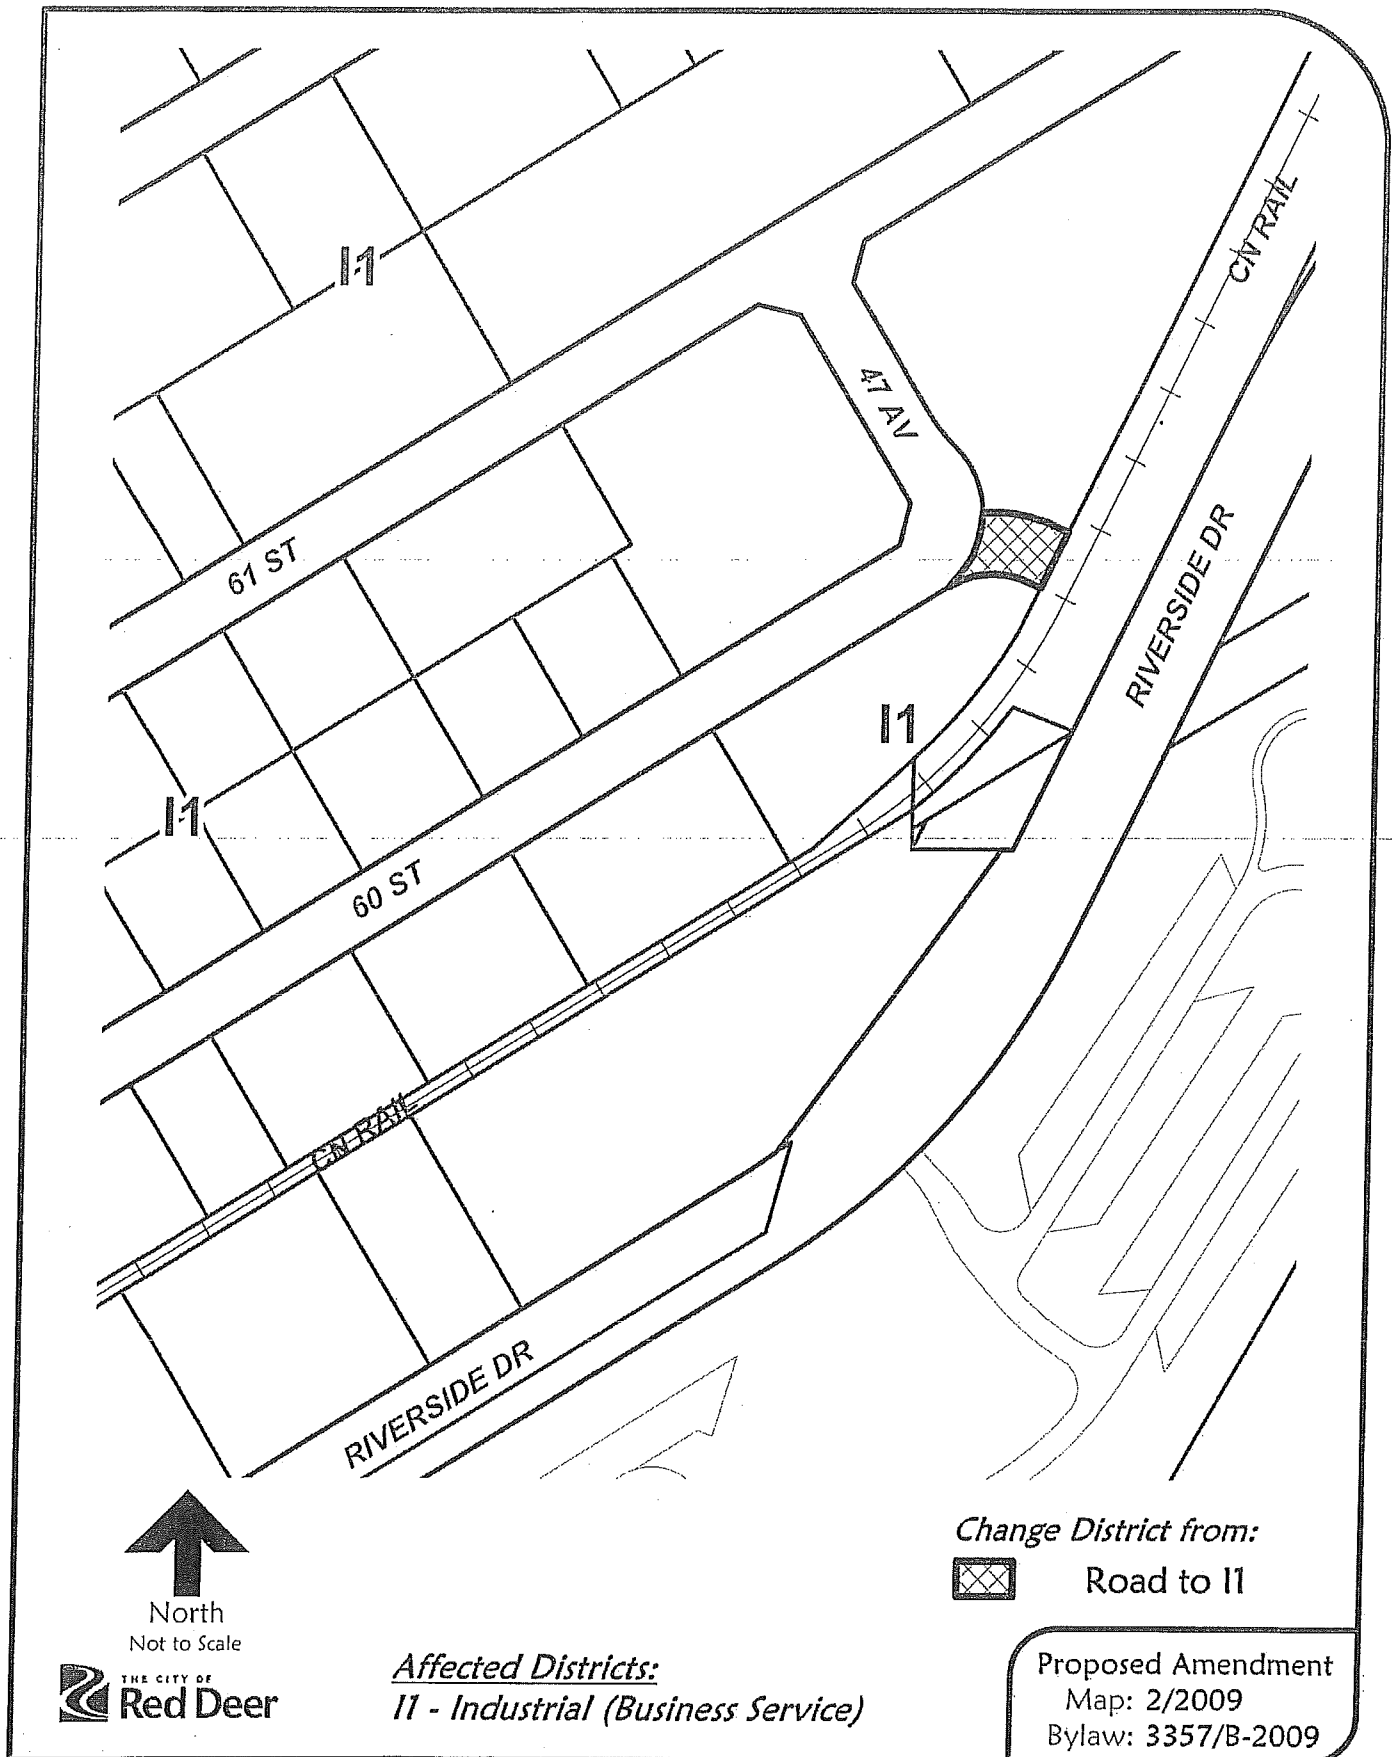 I1
CN RAIL
47 AV
61 ST
RIVERSIDE DR
I1
I1
60 ST
CN RAIL
RIVERSIDE DR
North
Not to Scale
THE CITY OF
Red Deer
Affected Districts:
I1 - Industrial (Business Service)
Change District from:
Road to I1
Proposed Amendment
Map: 2/2009
Bylaw: 3357/B-2009